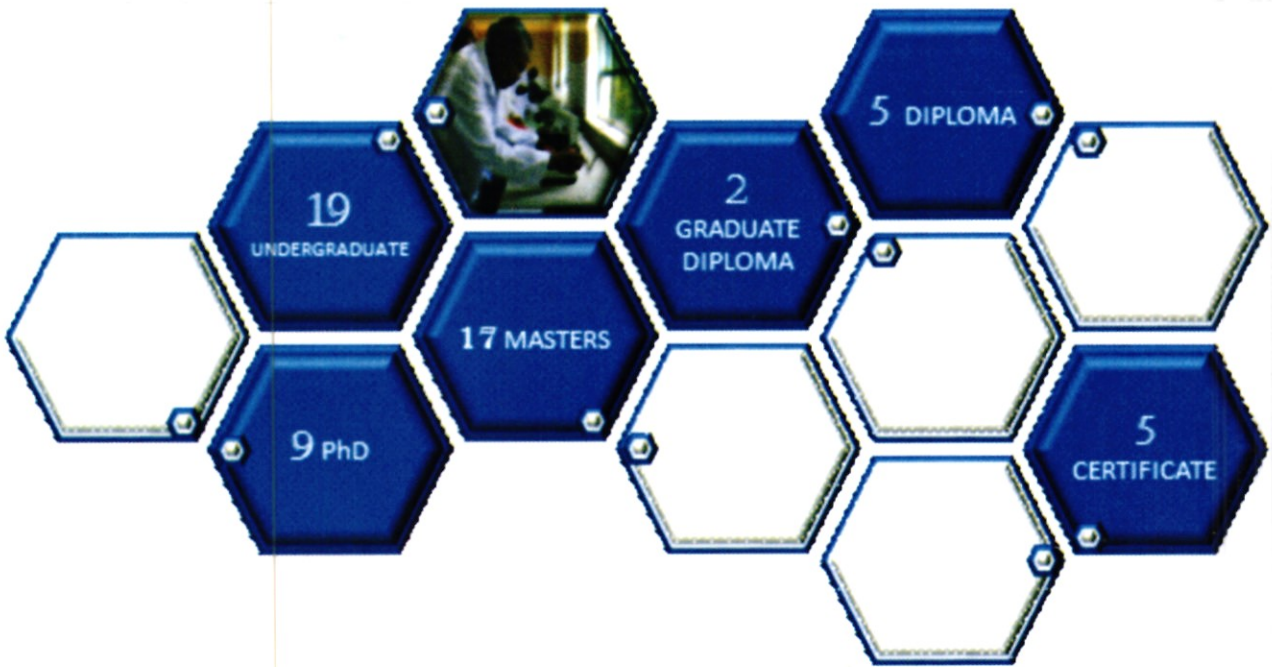 5 DIPLOMA
19
UNDERGRADUATE
2
GRADUATE
DIPLOMA
17 MASTERS
9 PhD
5
CERTIFICATE